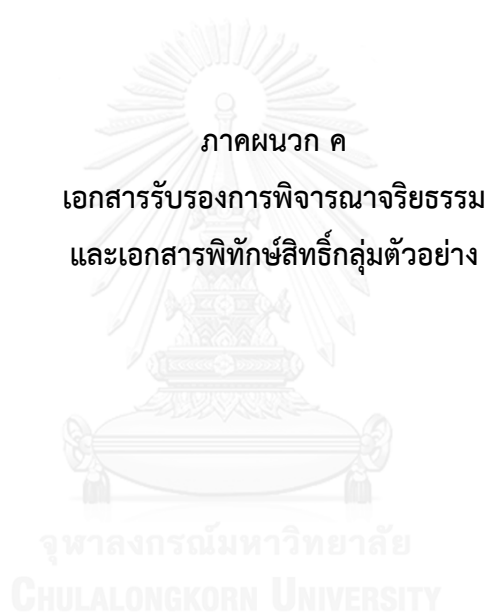 ภาคผนวก ค
เอกสารรับรองการพิจารณาจริยธรรม
และเอกสารพิทักษ์สิทธิ์กลุ่มตัวอย่าง
จุฬาลงกรณ์มหาวิทยาลัย
CHULALONGKORN UNIVERSITY